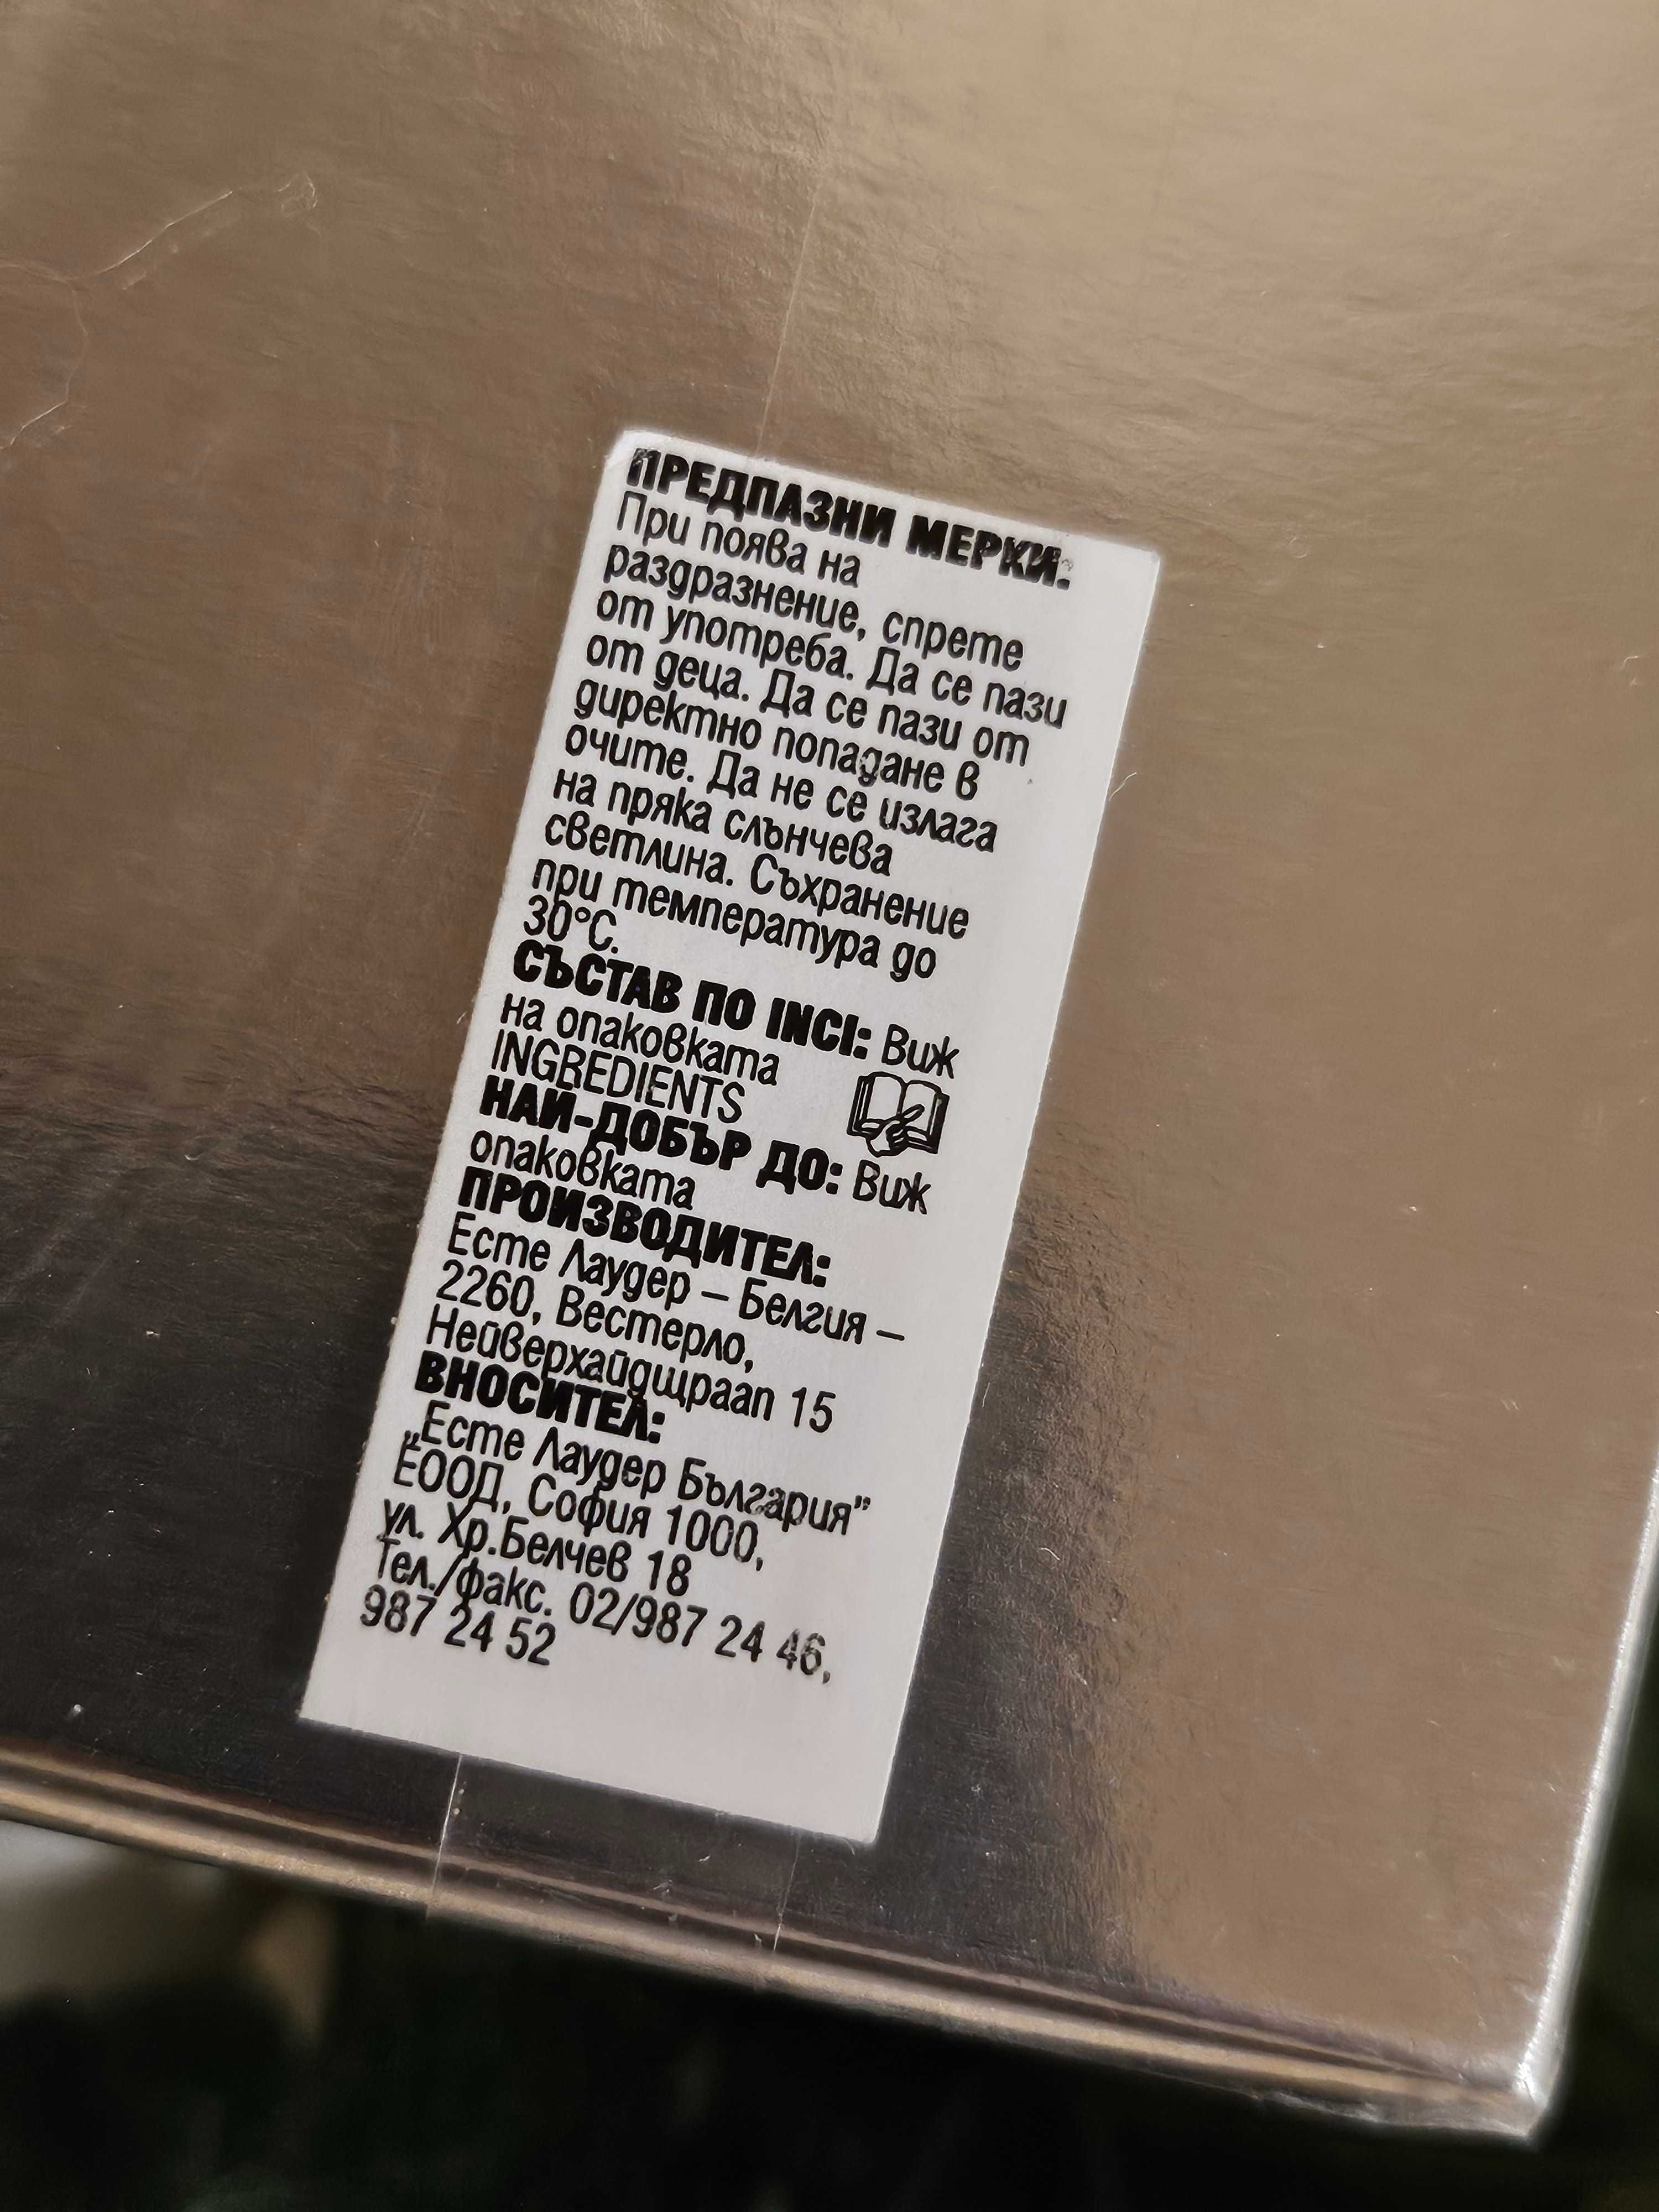 ПРЕДПАЗНИ МЕРКИ:
При поява на
раздразнение, спрете
от употреба. Да се пази
от деца. Да се пази от
директно попадане в
очите. Да не се излага
на пряка слънчева
светлина. Съхранение
при температура до
30°C.
СЪСТАВ ПО INCI: Виж
на опаковката
INGREDIENTS
НАЙ-ДОБЪР ДО: Виж
опаковката
ПРОИЗВОДИТЕЛ:
Есте Лаудер – Белгия –
2260, Вестерло,
Нейверхайдщраап 15
ВНОСИТЕЛ:
„Есте Лаудер България”
ЕООД, София 1000,
ул. Хр.Белчев 18
Тел./факс. 02/987 24 46,
987 24 52